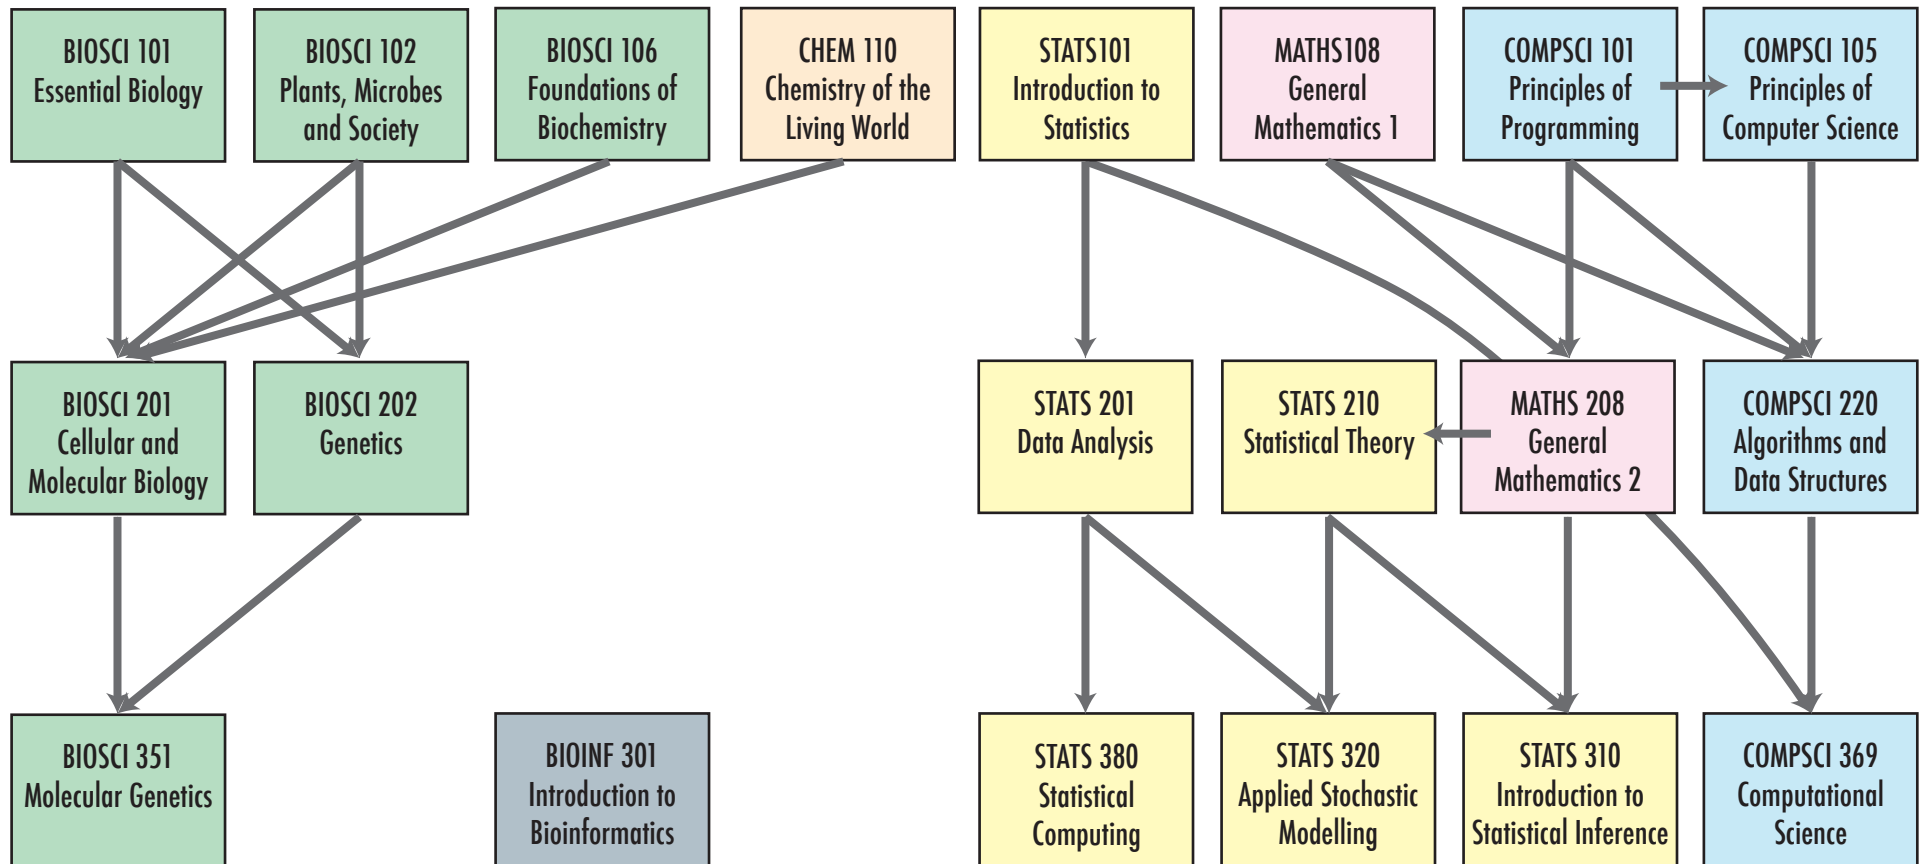 BIOSCI 101
Essential Biology
BIOSCI 102
Plants, Microbes
and Society
BIOSCI 106
Foundations of
Biochemistry
CHEM 110
Chemistry of the
Living World
STATS101
Introduction to
Statistics
MATHS108
General
Mathematics 1
COMPSCI 101
Principles of
Programming
COMPSCI 105
Principles of
Computer Science
BIOSCI 201
Cellular and
Molecular Biology
BIOSCI 202
Genetics
STATS 201
Data Analysis
STATS 210
Statistical Theory
MATHS 208
General
Mathematics 2
COMPSCI 220
Algorithms and
Data Structures
BIOSCI 351
Molecular Genetics
BIOINF 301
Introduction to
Bioinformatics
STATS 380
Statistical
Computing
STATS 320
Applied Stochastic
Modelling
STATS 310
Introduction to
Statistical Inference
COMPSCI 369
Computational
Science